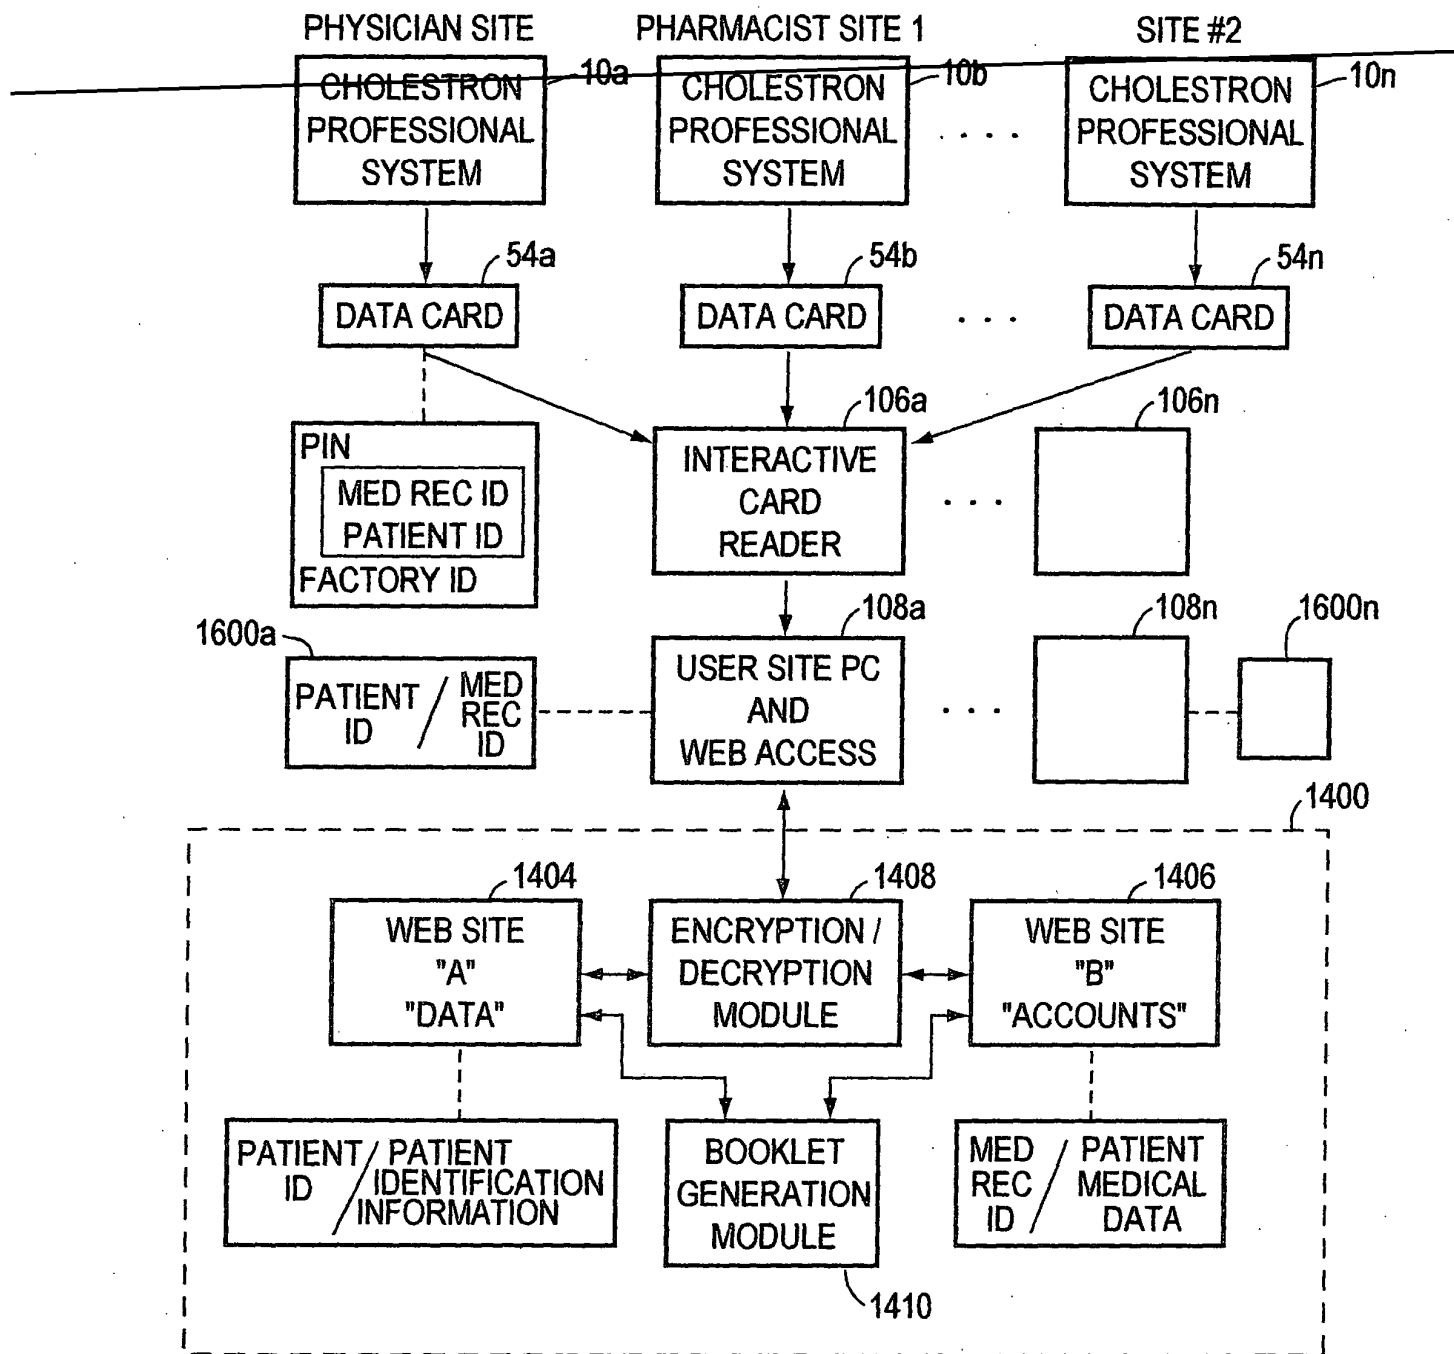 PHYSICIAN SITE
PHARMACIST SITE 1
SITE #2
10a
10b
10n
CHOLESTRON
PROFESSIONAL
SYSTEM
CHOLESTRON
PROFESSIONAL
SYSTEM
CHOLESTRON
PROFESSIONAL
SYSTEM
54a
54b
54n
DATA CARD
DATA CARD
DATA CARD
106a
106n
PIN
MED REC ID
PATIENT ID
FACTORY ID
INTERACTIVE
CARD
READER
1600a
108a
108n
1600n
PATIENT
ID
/
MED
REC
ID
USER SITE PC
AND
WEB ACCESS
1400
1404
1408
1406
WEB SITE
"A"
"DATA"
ENCRYPTION /
DECRYPTION
MODULE
WEB SITE
"B"
"ACCOUNTS"
PATIENT
ID
/
PATIENT
IDENTIFICATION
INFORMATION
BOOKLET
GENERATION
MODULE
MED
REC
ID
/
PATIENT
MEDICAL
DATA
1410